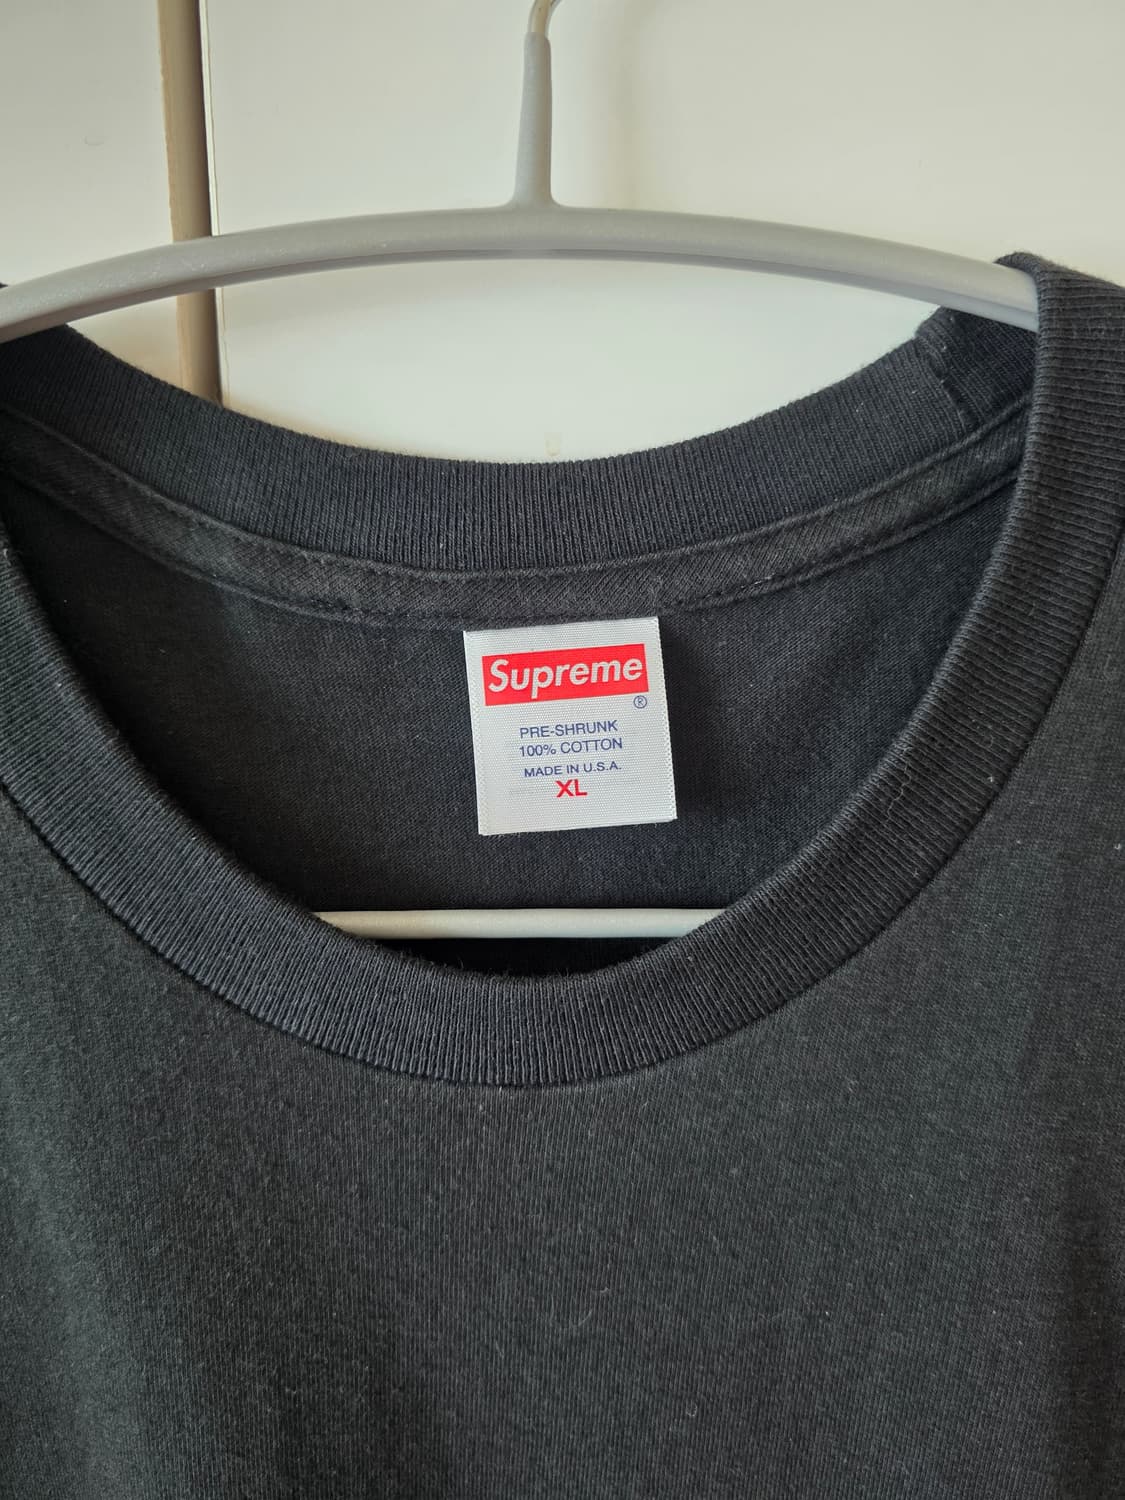 Supreme
®
PRE-SHRUNK
100% COTTON
MADE IN U.S.A.
XL